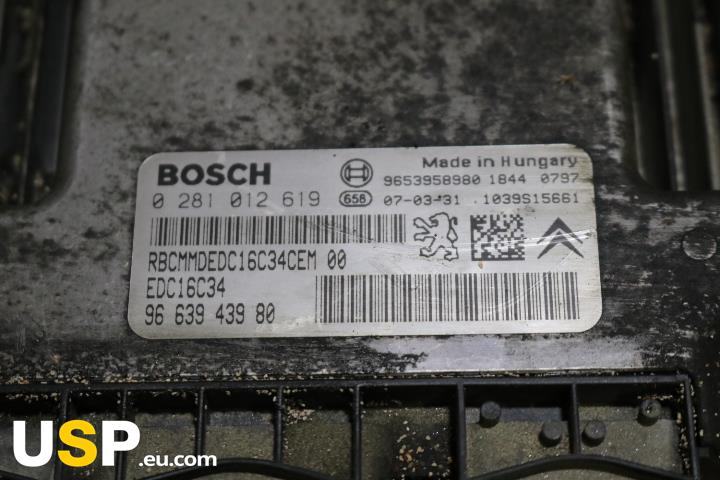 BOSCH
Made in Hungary
9653958980 1844 0797
0 281 012 619
658
07-03-31 1039S15661
RBCMMDEDC16C34CEM 00
EDC16C34
96 639 439 80
USP.eu.com